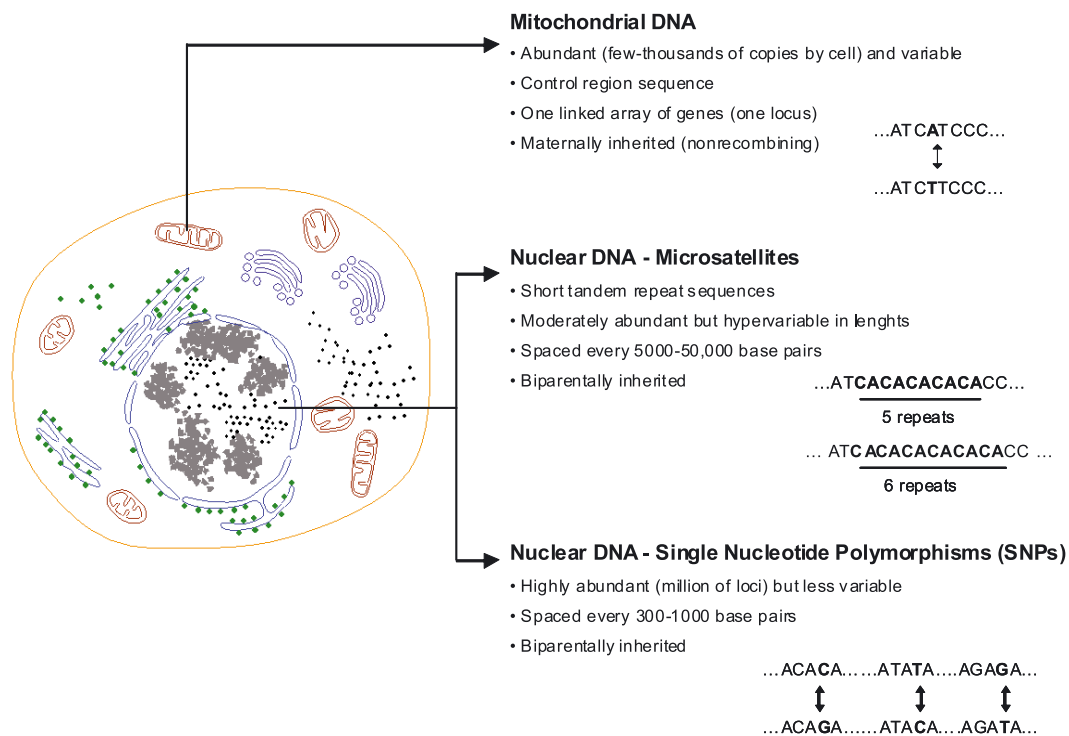 Mitochondrial DNA
• Abundant (few-thousands of copies by cell) and variable
• Control region sequence
• One linked array of genes (one locus)
• Maternally inherited (nonrecombining)
…ATCATCCC…
…ATCTTCCC…
Nuclear DNA - Microsatellites
• Short tandem repeat sequences
• Moderately abundant but hypervariable in lenghts
• Spaced every 5000-50,000 base pairs
• Biparentally inherited
…ATCACACACACACC…
5 repeats
… ATCACACACACACACC …
6 repeats
Nuclear DNA - Single Nucleotide Polymorphisms (SNPs)
• Highly abundant (million of loci) but less variable
• Spaced every 300-1000 base pairs
• Biparentally inherited
…ACACA……ATATA….AGAGA…
…ACAGA……ATACA….AGATA…